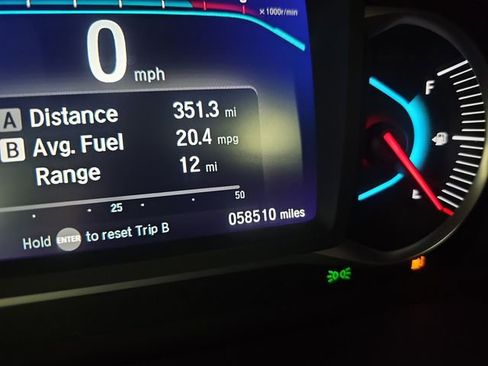 x 1000r/min
0 mph
A Distance 351.3 mi
B Avg. Fuel 20.4 mpg
Range 12 mi
25 50
Hold ENTER to reset Trip B
058510 miles
F
E